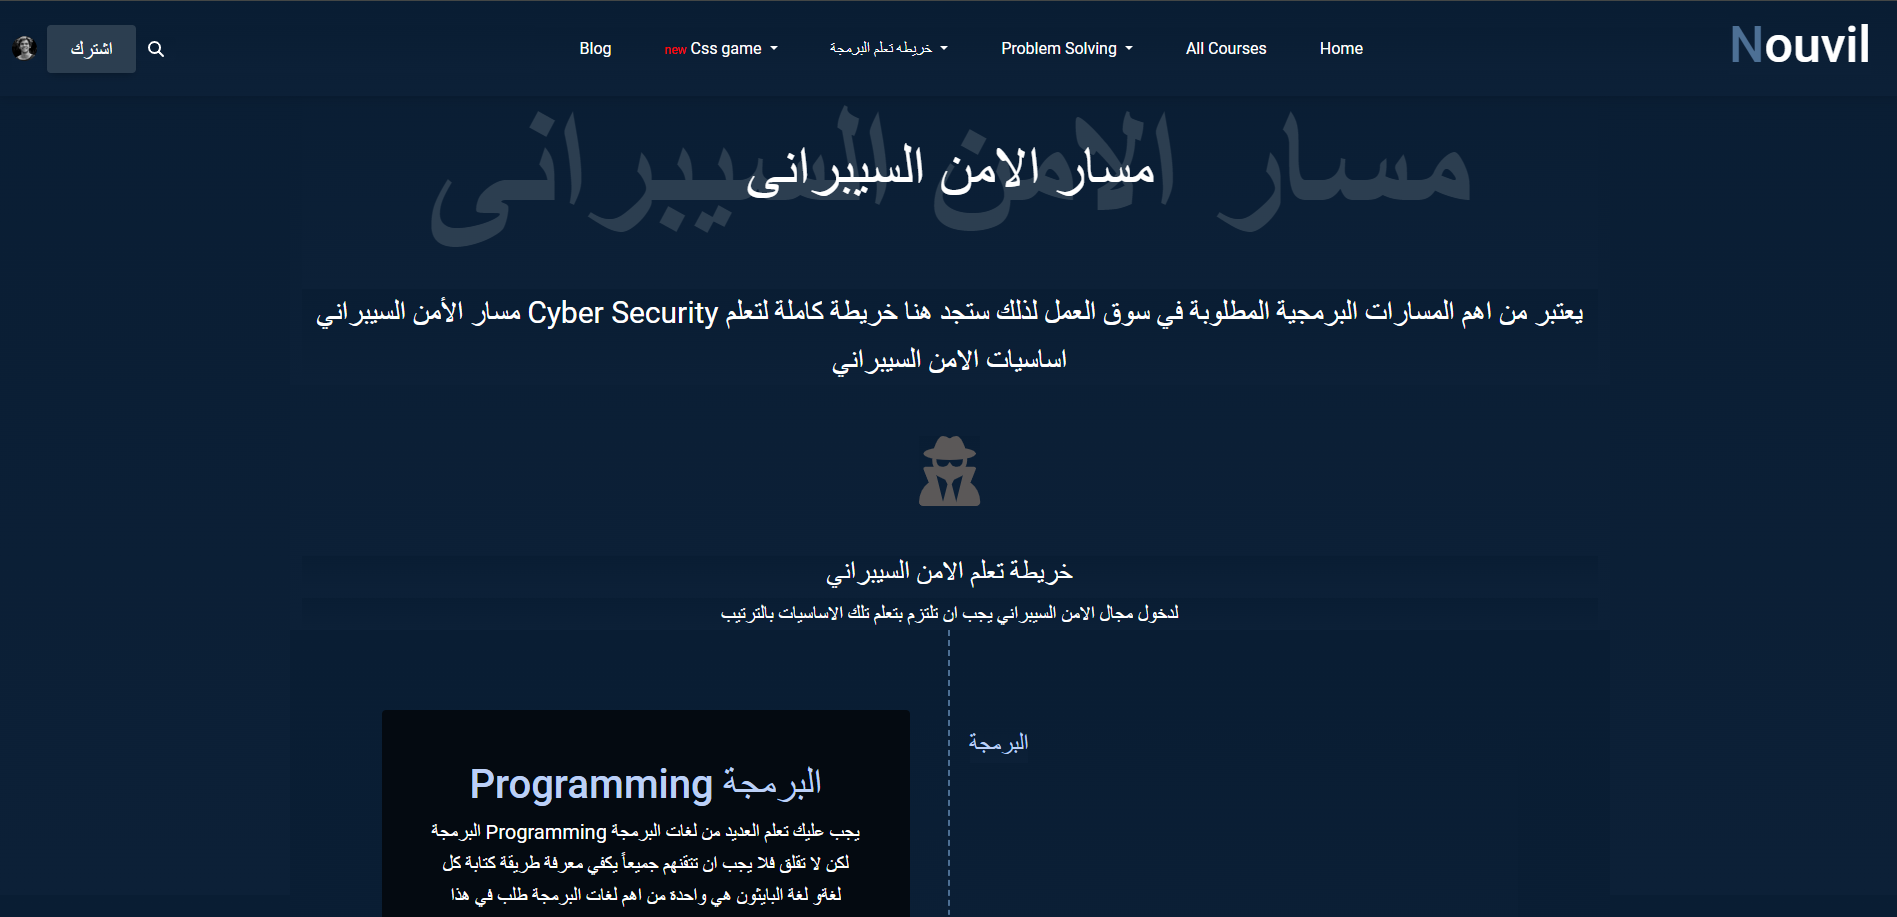 Nouvil
Home
All Courses
Problem Solving
خريطه تعلم البرمجة
Css game new
Blog
اشترك
مسار الامن السيبرانى
مسار الامن السيبرانى
يعتبر من اهم المسارات البرمجية المطلوبة في سوق العمل لذلك ستجد هنا خريطة كاملة لتعلم Cyber Security مسار الأمن السيبراني
اساسيات الامن السيبراني
خريطة تعلم الامن السيبراني
لدخول مجال الامن السيبراني يجب ان تلتزم بتعلم تلك الاساسيات بالترتيب
البرمجة
البرمجة Programming
يجب عليك تعلم العديد من لغات البرمجة Programming البرمجة
لكن لا تقلق فلا يجب ان تتقنهم جميعاً يكفي معرفة طريقة كتابة كل
لغةو لغة البايثون هي واحدة من اهم لغات البرمجة طلب في هذا